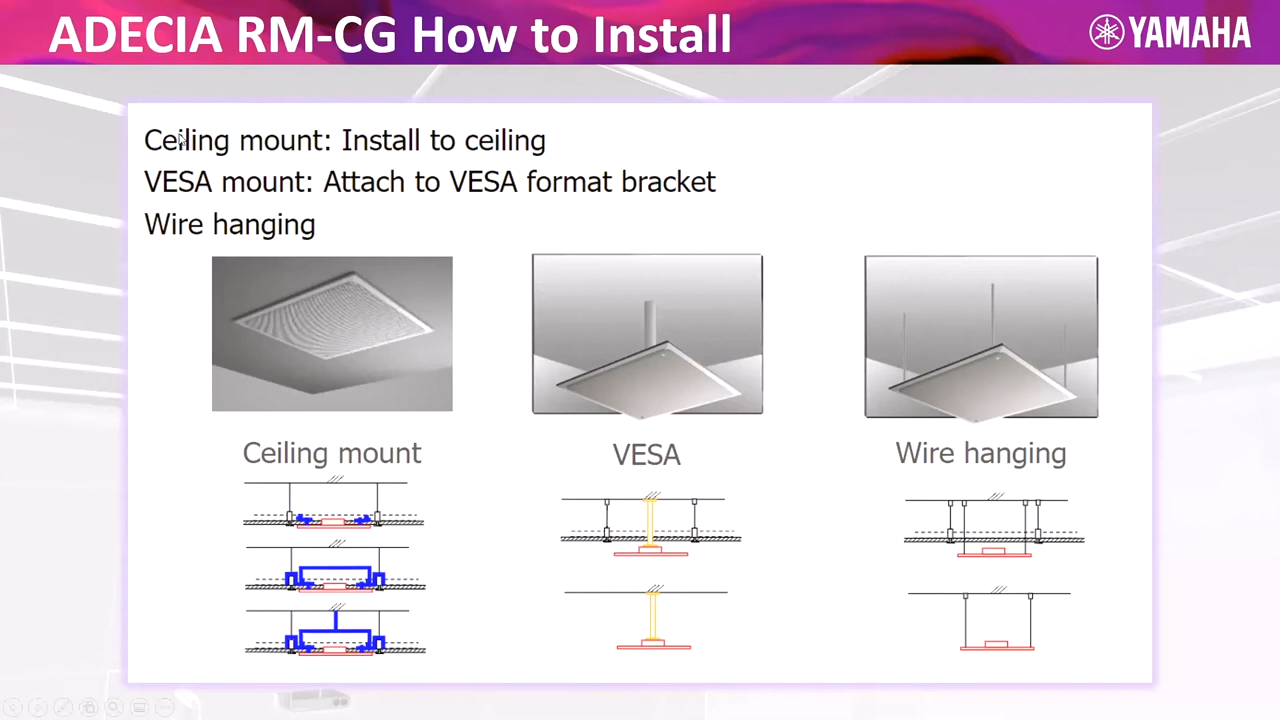 ADECIA RM-CG How to Install
YAMAHA
Ceiling mount: Install to ceiling
VESA mount: Attach to VESA format bracket
Wire hanging
Ceiling mount
VESA
Wire hanging